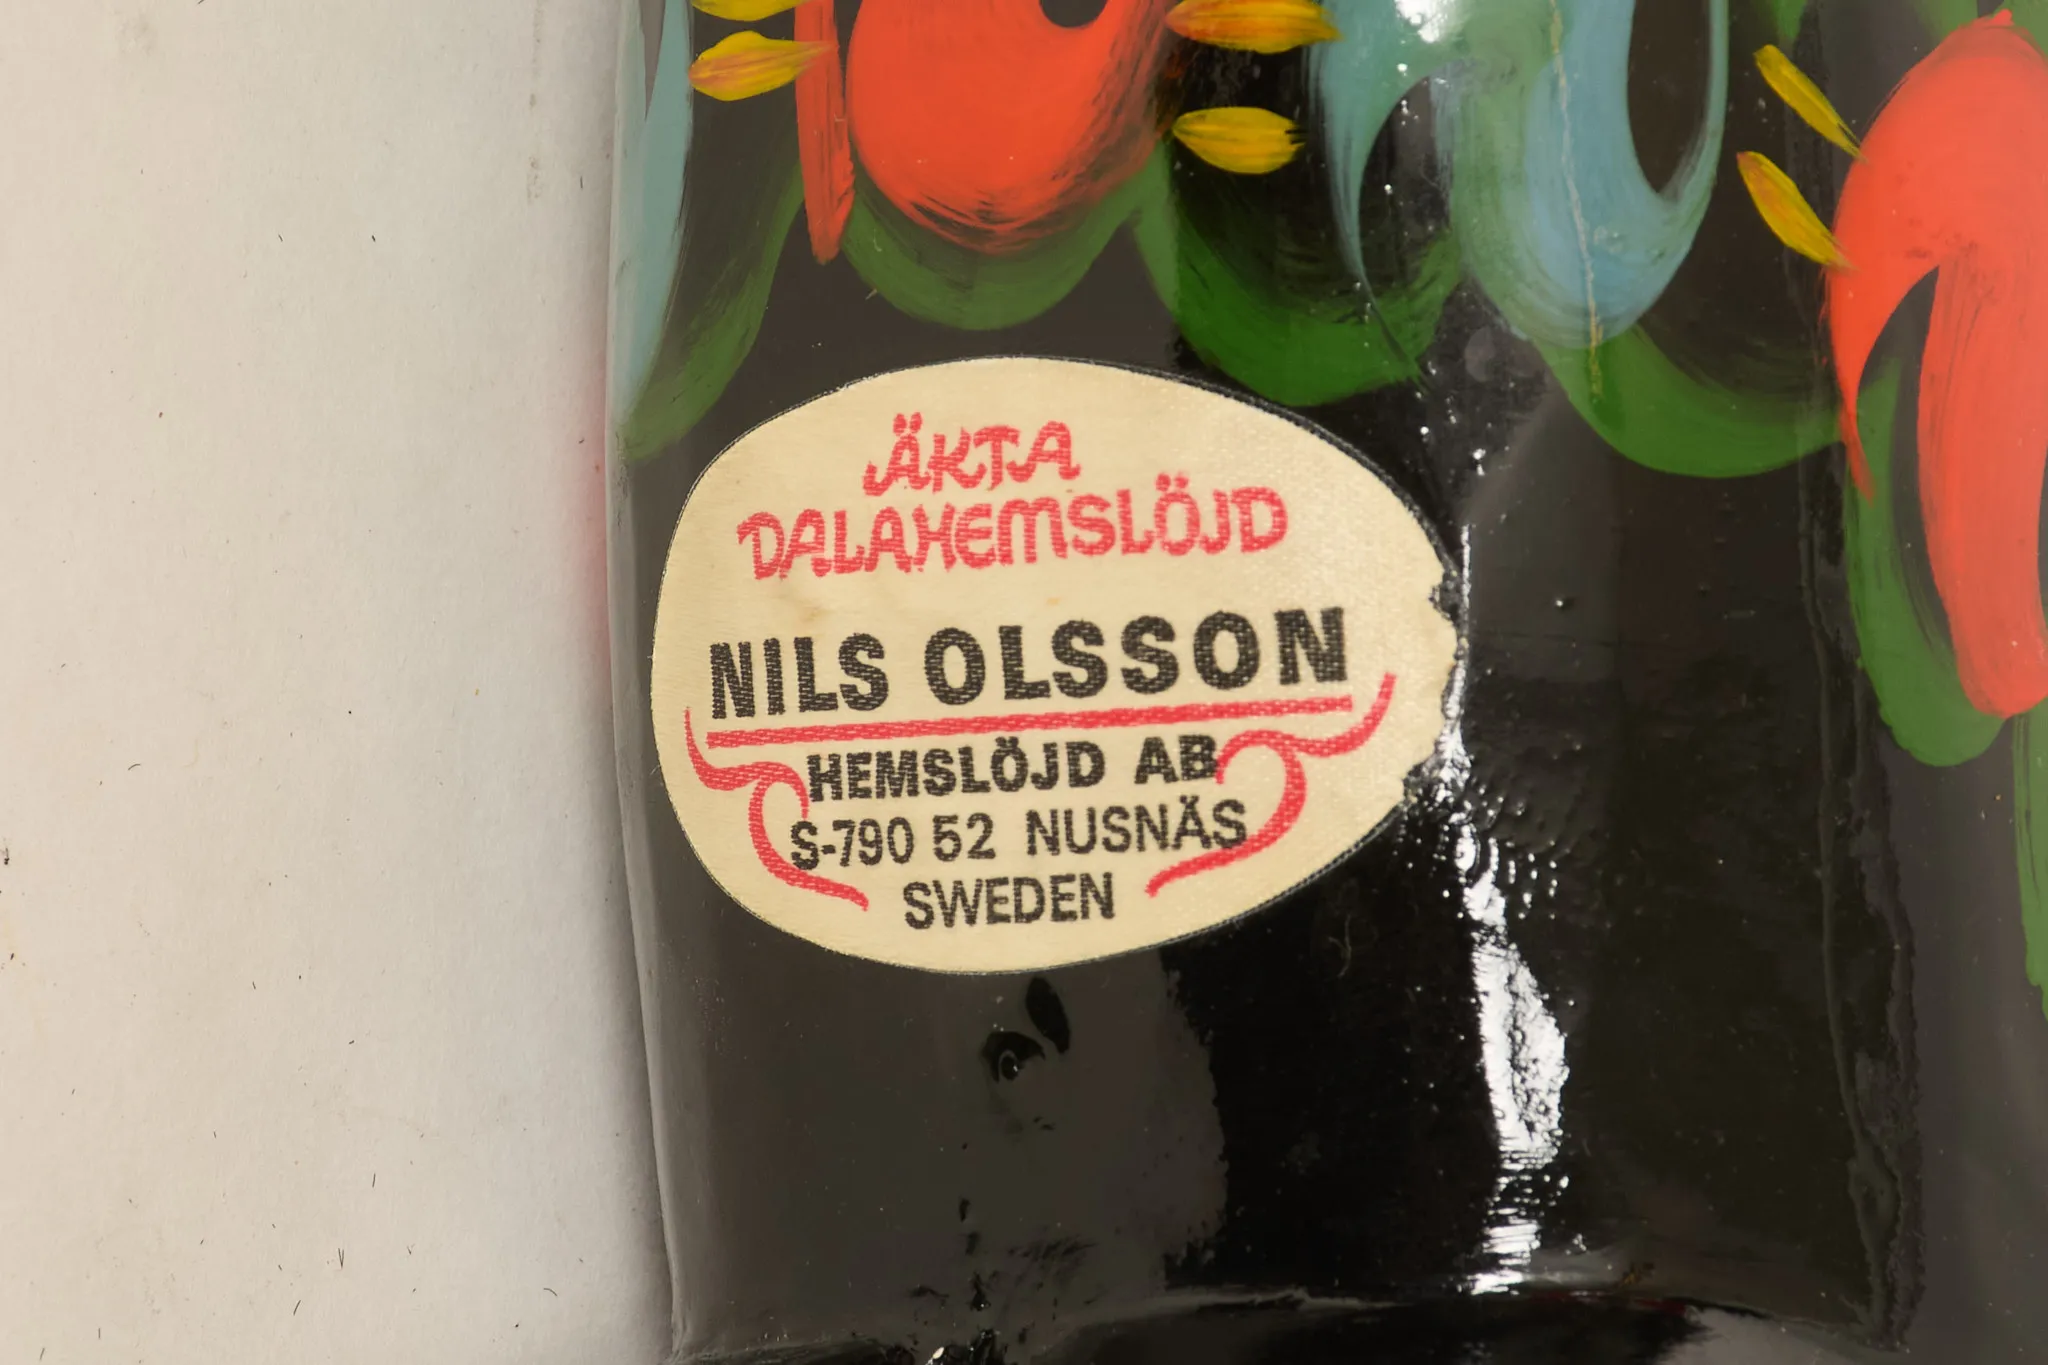 ÄKTA
DALAHEMSLÖJD
NILS OLSSON
HEMSLÖJD AB
S-790 52 NUSNÄS
SWEDEN